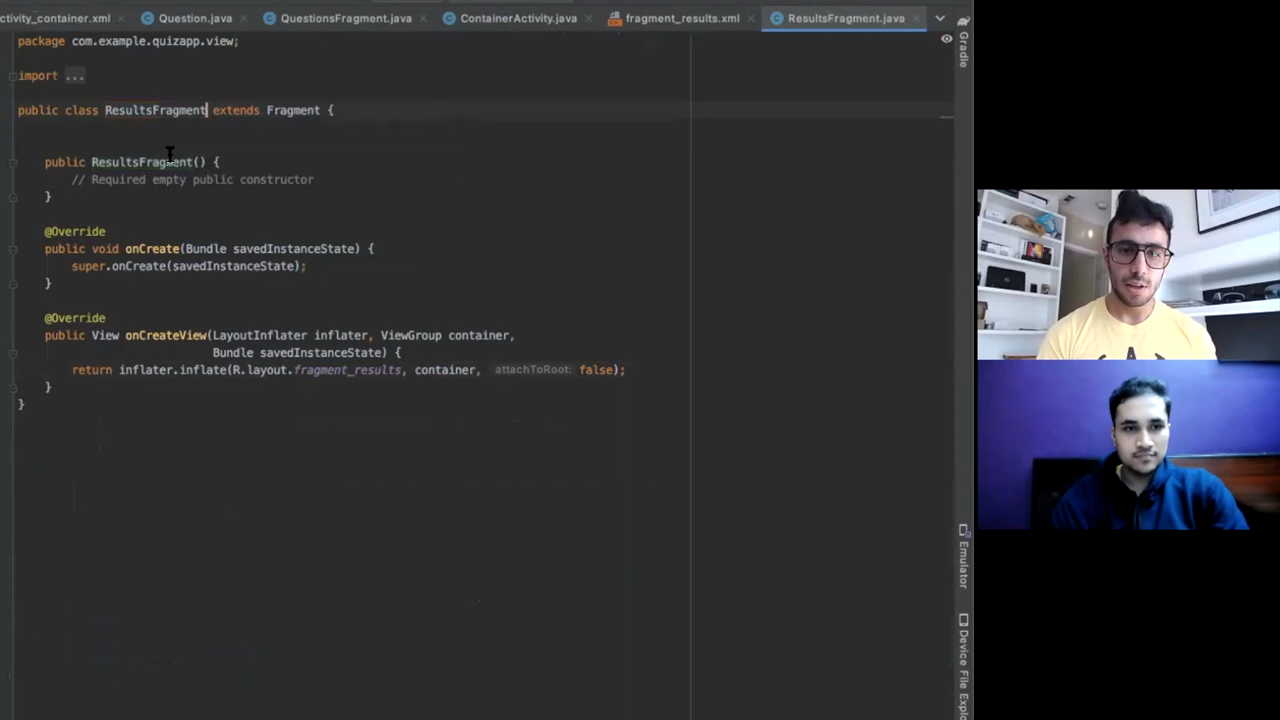 ctivity_container.xml Question.java QuestionsFragment.java ContainerActivity.java fragment_results.xml ResultsFragment.java
package com.example.quizapp.view;
Gradle
import ...
public class ResultsFragment extends Fragment {
public ResultsFragment() {
// Required empty public constructor
}
@Override
public void onCreate(Bundle savedInstanceState) {
super.onCreate(savedInstanceState);
}
@Override
public View onCreateView(LayoutInflater inflater, ViewGroup container,
Bundle savedInstanceState) {
return inflater.inflate(R.layout.fragment_results, container, attachToRoot: false);
}
}
Emulator
Device File Explo